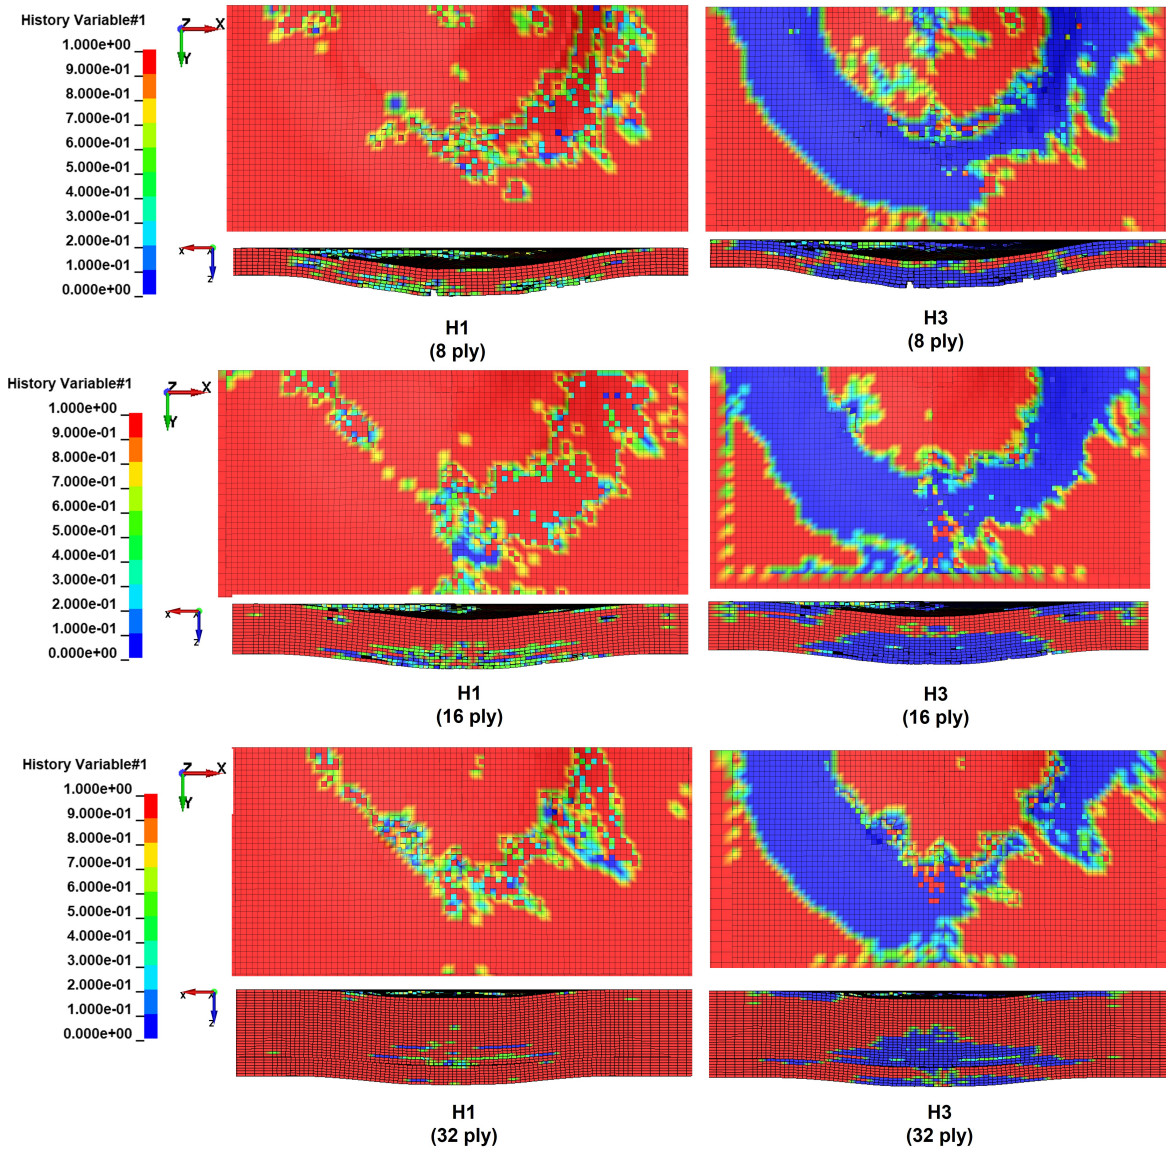 History Variable#1
1.000e+00
9.000e-01
8.000e-01
7.000e-01
6.000e-01
5.000e-01
4.000e-01
3.000e-01
2.000e-01
1.000e-01
0.000e+00
Z X
Y
X Z
H1
(8 ply)
H3
(8 ply)
History Variable#1
1.000e+00
9.000e-01
8.000e-01
7.000e-01
6.000e-01
5.000e-01
4.000e-01
3.000e-01
2.000e-01
1.000e-01
0.000e+00
Z X
Y
X Z
H1
(16 ply)
H3
(16 ply)
History Variable#1
1.000e+00
9.000e-01
8.000e-01
7.000e-01
6.000e-01
5.000e-01
4.000e-01
3.000e-01
2.000e-01
1.000e-01
0.000e+00
Z X
Y
X Z
H1
(32 ply)
H3
(32 ply)